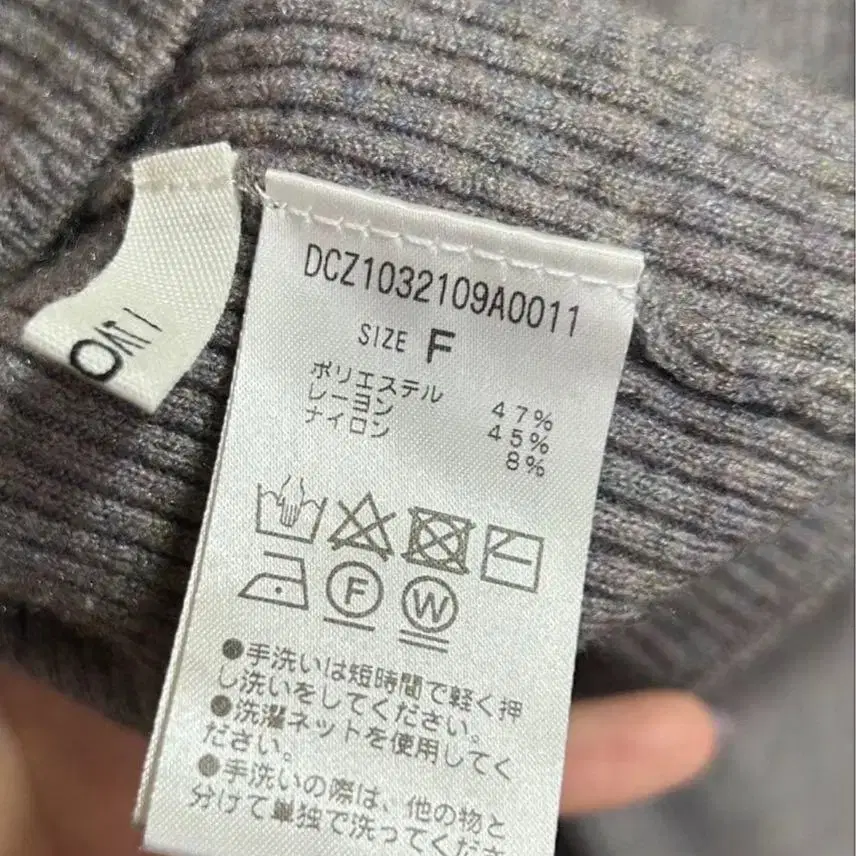 DCZ1032109A0011
SIZE F
ポリエステル 47%
レーヨン 45%
ナイロン 8%
F W
●手洗いは短時間で軽く押
し洗いをしてください。
●洗濯ネットを使用してく
ださい。
●手洗いの際は、他の物と
分けて単独で洗ってくださ